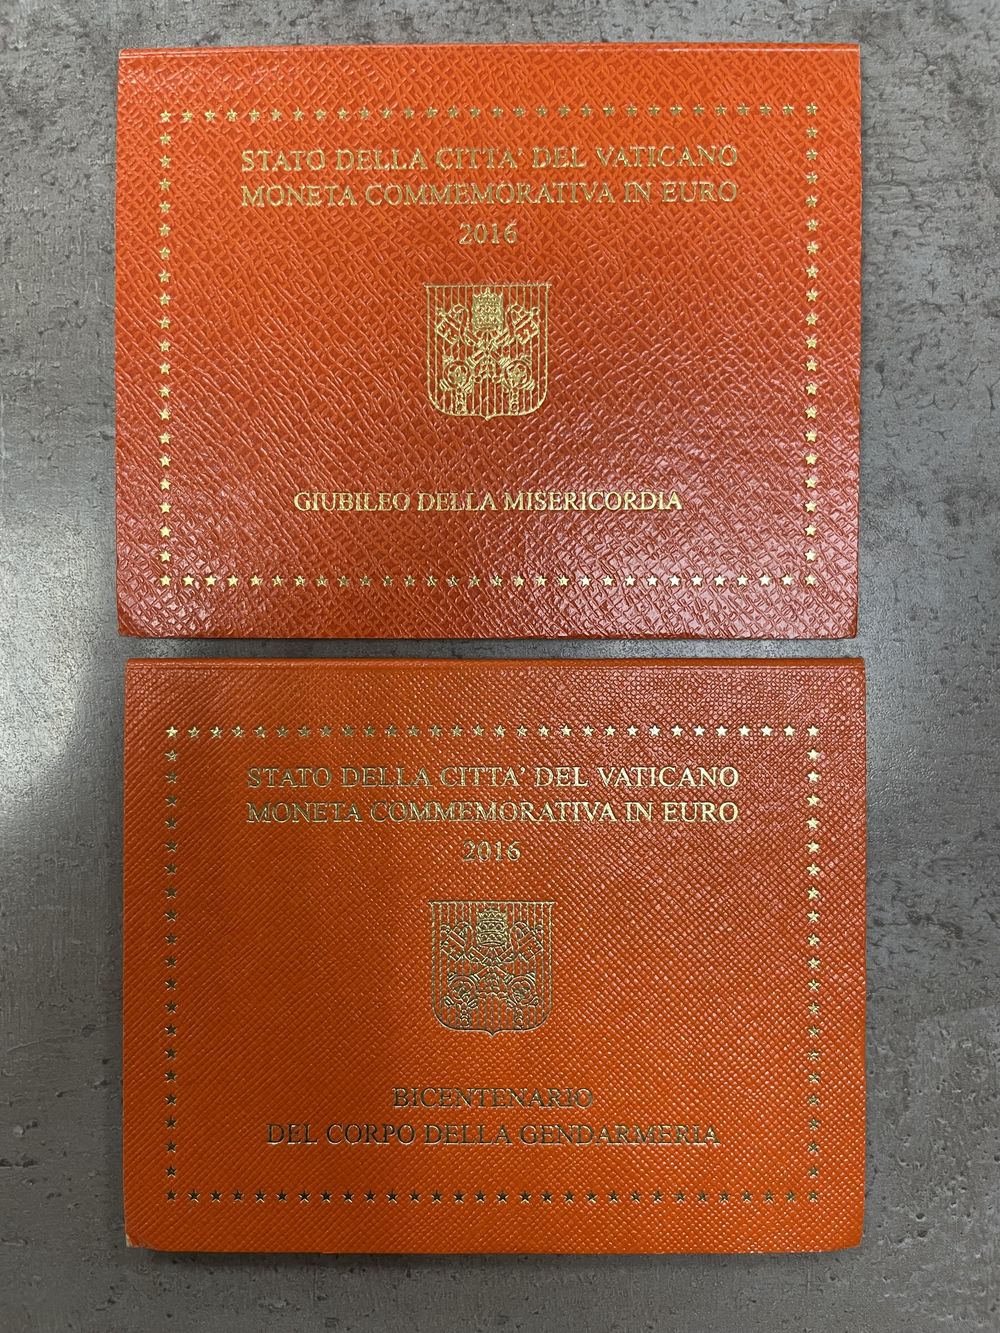 STATO DELLA CITTA' DEL VATICANO
MONETA COMMEMORATIVA IN EURO
2016
GIUBILEO DELLA MISERICORDIA
STATO DELLA CITTA' DEL VATICANO
MONETA COMMEMORATIVA IN EURO
2016
BICENTENARIO
DEL CORPO DELLA GENDARMERIA